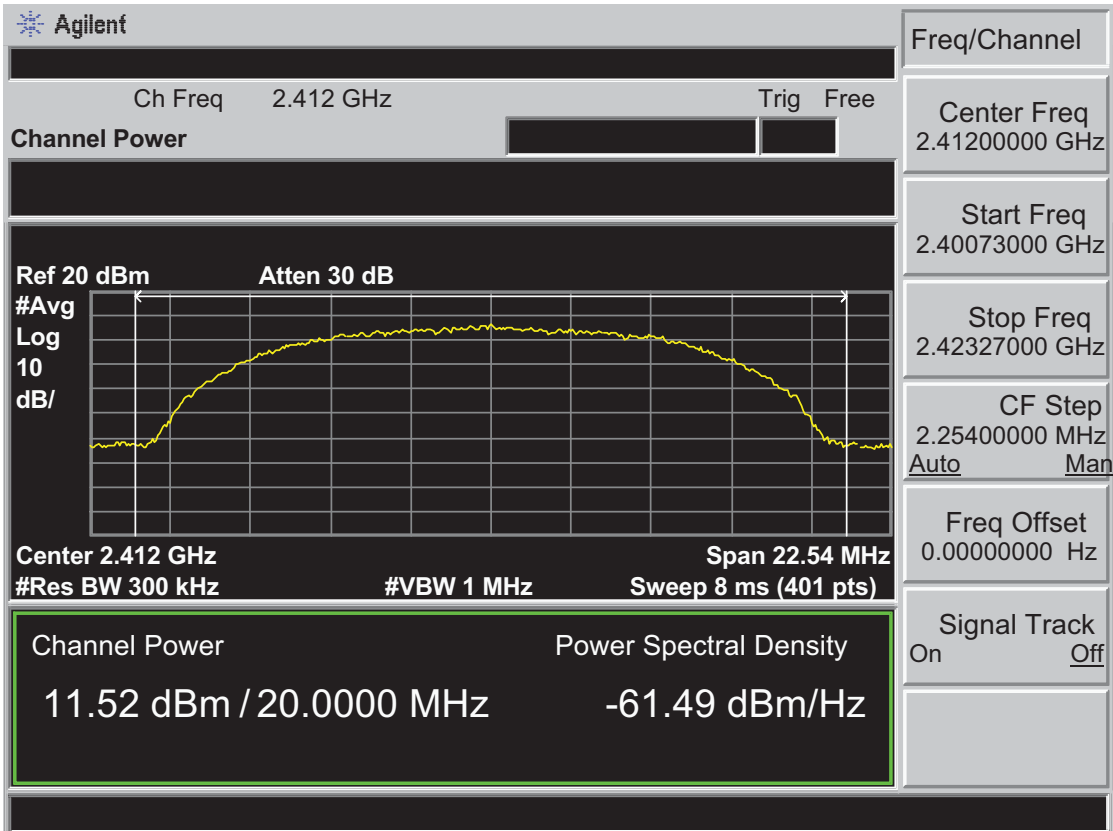 Agilent
Freq/Channel
Ch Freq 2.412 GHz Trig Free
Channel Power
Center Freq
2.41200000 GHz
Start Freq
2.40073000 GHz
Stop Freq
2.42327000 GHz
CF Step
2.25400000 MHz
Auto Man
Freq Offset
0.00000000 Hz
Signal Track
On Off
Ref 20 dBm Atten 30 dB
#Avg
Log
10
dB/
Center 2.412 GHz Span 22.54 MHz
#Res BW 300 kHz #VBW 1 MHz Sweep 8 ms (401 pts)
Channel Power Power Spectral Density
11.52 dBm / 20.0000 MHz -61.49 dBm/Hz